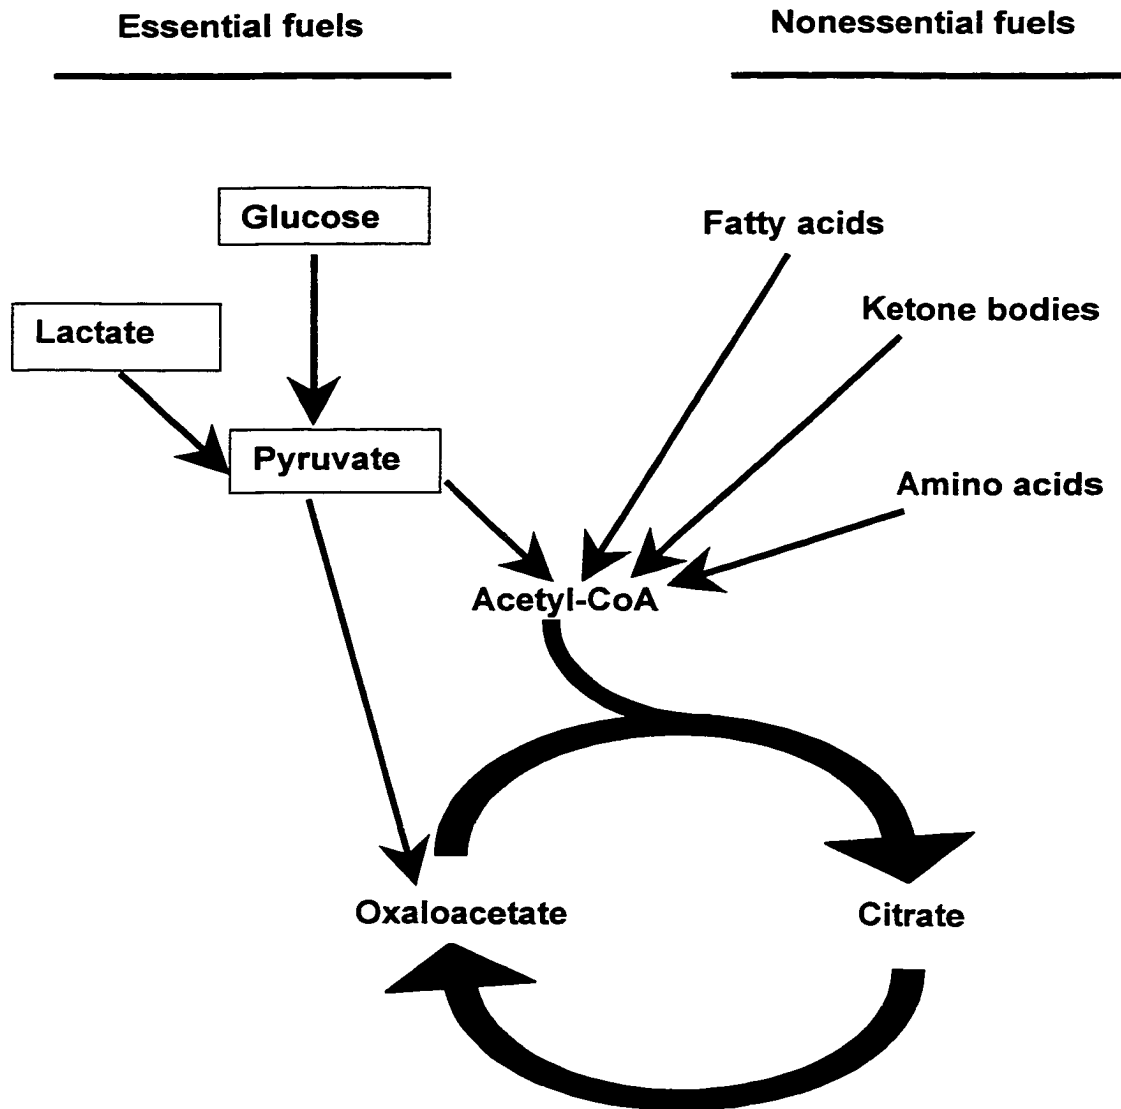 Essential fuels
Nonessential fuels
Glucose
Fatty acids
Lactate
Ketone bodies
Pyruvate
Amino acids
Acetyl-CoA
Oxaloacetate
Citrate